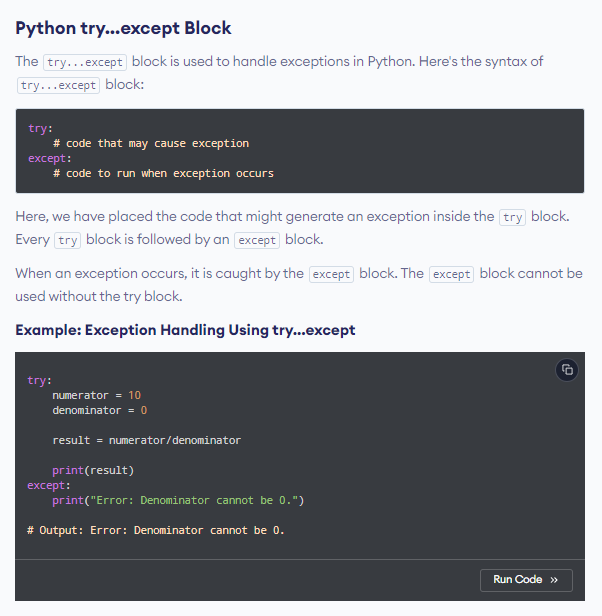 Python try...except Block
The try...except block is used to handle exceptions in Python. Here's the syntax of
try...except block:
try:
    # code that may cause exception
except:
    # code to run when exception occurs
Here, we have placed the code that might generate an exception inside the try block.
Every try block is followed by an except block.
When an exception occurs, it is caught by the except block. The except block cannot be
used without the try block.
Example: Exception Handling Using try...except
try:
    numerator = 10
    denominator = 0
    result = numerator/denominator
    print(result)
except:
    print("Error: Denominator cannot be 0.")
# Output: Error: Denominator cannot be 0.
Run Code »